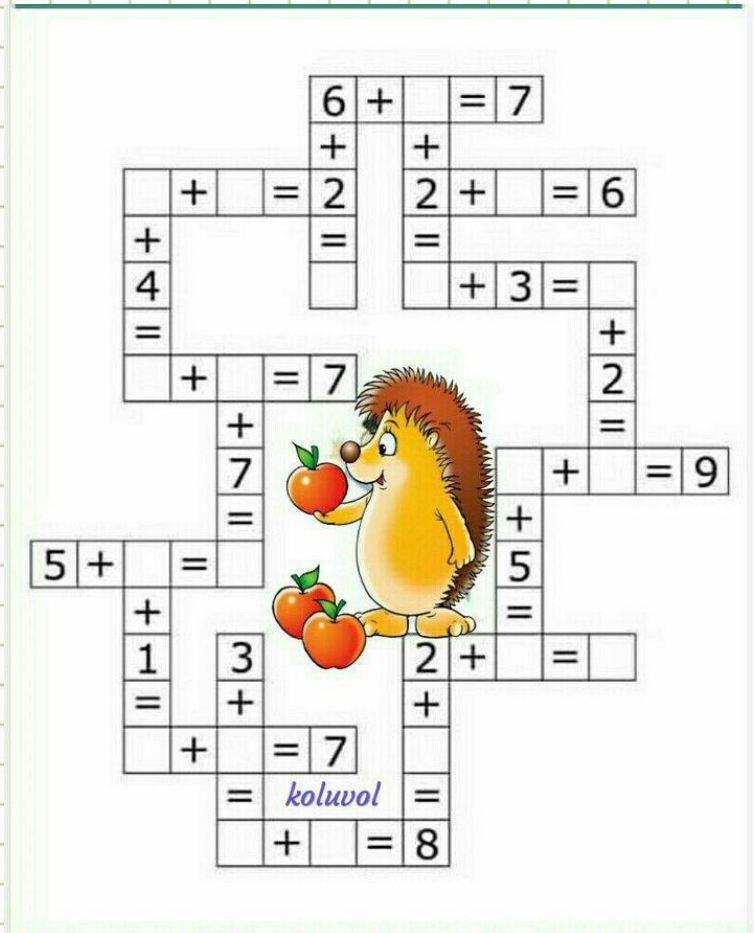 6 + = 7
+ +
+ = 2 2 + = 6
+ = =
4 + 3 =
= +
+ = 7 2
+ =
7 + = 9
= +
5 + = 5
+ =
1 3 2 + =
= + +
+ = 7
= koluvol =
+ = 8